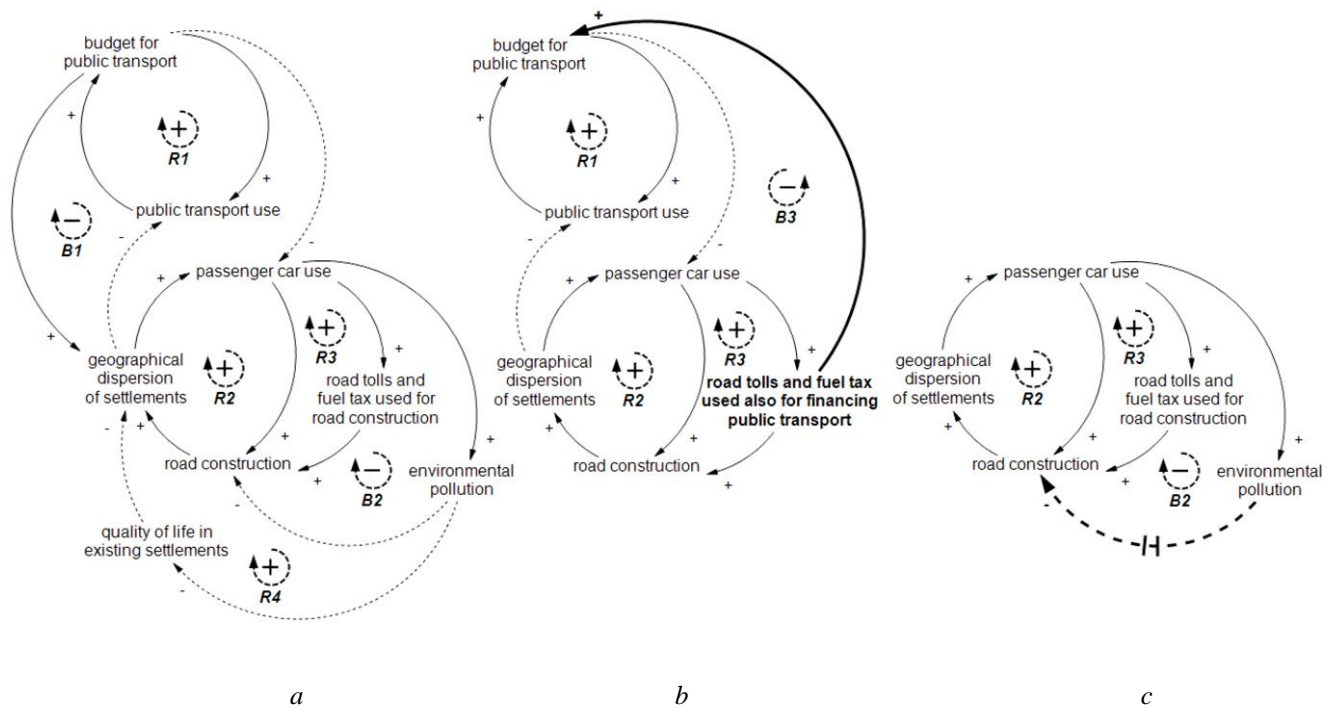 budget for
public transport
+
+
R1
+
public transport use
-
B1
-
+
passenger car use
+
R3
+
+
geographical
dispersion
of settlements
R2
road tolls and
fuel tax used for
road construction
-
+
+
+
road construction
+
B2
environmental
pollution
-
quality of life in
existing settlements
-
R4
+
a
+
budget for
public transport
+
+
R1
+
public transport use
-
B3
-
-
passenger car use
+
R3
+
+
geographical
dispersion
of settlements
R2
+
road tolls and fuel tax
used also for financing
public transport
+
+
road construction
+
b
passenger car use
+
R3
+
+
geographical
dispersion
of settlements
R2
+
road tolls and
fuel tax used for
road construction
+
+
+
road construction
+
B2
-
environmental
pollution
-
c